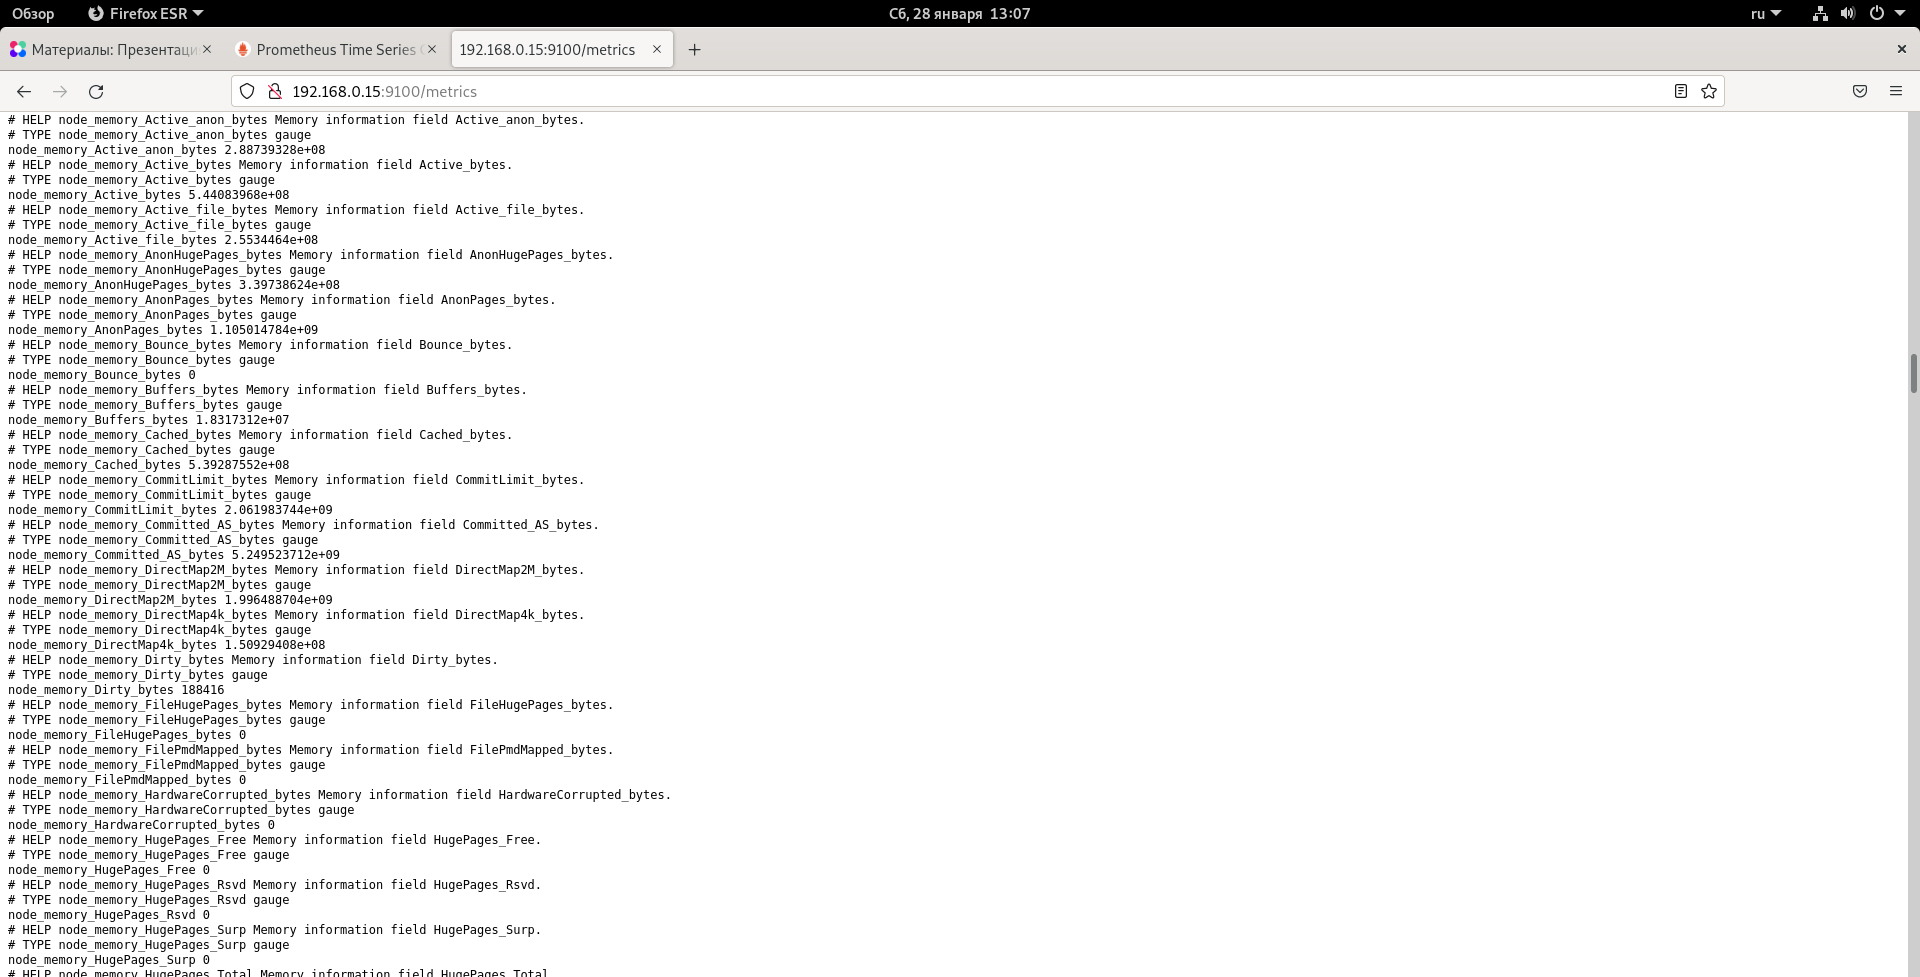 Обзор
Firefox ESR
Сб, 28 января 13:07
ru
Материалы: Презентаци
Prometheus Time Series
192.168.0.15:9100/metrics
192.168.0.15:9100/metrics
# HELP node_memory_Active_anon_bytes Memory information field Active_anon_bytes.
# TYPE node_memory_Active_anon_bytes gauge
node_memory_Active_anon_bytes 2.88739328e+08
# HELP node_memory_Active_bytes Memory information field Active_bytes.
# TYPE node_memory_Active_bytes gauge
node_memory_Active_bytes 5.44083968e+08
# HELP node_memory_Active_file_bytes Memory information field Active_file_bytes.
# TYPE node_memory_Active_file_bytes gauge
node_memory_Active_file_bytes 2.5534464e+08
# HELP node_memory_AnonHugePages_bytes Memory information field AnonHugePages_bytes.
# TYPE node_memory_AnonHugePages_bytes gauge
node_memory_AnonHugePages_bytes 3.39738624e+08
# HELP node_memory_AnonPages_bytes Memory information field AnonPages_bytes.
# TYPE node_memory_AnonPages_bytes gauge
node_memory_AnonPages_bytes 1.105014784e+09
# HELP node_memory_Bounce_bytes Memory information field Bounce_bytes.
# TYPE node_memory_Bounce_bytes gauge
node_memory_Bounce_bytes 0
# HELP node_memory_Buffers_bytes Memory information field Buffers_bytes.
# TYPE node_memory_Buffers_bytes gauge
node_memory_Buffers_bytes 1.8317312e+07
# HELP node_memory_Cached_bytes Memory information field Cached_bytes.
# TYPE node_memory_Cached_bytes gauge
node_memory_Cached_bytes 5.39287552e+08
# HELP node_memory_CommitLimit_bytes Memory information field CommitLimit_bytes.
# TYPE node_memory_CommitLimit_bytes gauge
node_memory_CommitLimit_bytes 2.061983744e+09
# HELP node_memory_Committed_AS_bytes Memory information field Committed_AS_bytes.
# TYPE node_memory_Committed_AS_bytes gauge
node_memory_Committed_AS_bytes 5.249523712e+09
# HELP node_memory_DirectMap2M_bytes Memory information field DirectMap2M_bytes.
# TYPE node_memory_DirectMap2M_bytes gauge
node_memory_DirectMap2M_bytes 1.996488704e+09
# HELP node_memory_DirectMap4k_bytes Memory information field DirectMap4k_bytes.
# TYPE node_memory_DirectMap4k_bytes gauge
node_memory_DirectMap4k_bytes 1.50929408e+08
# HELP node_memory_Dirty_bytes Memory information field Dirty_bytes.
# TYPE node_memory_Dirty_bytes gauge
node_memory_Dirty_bytes 188416
# HELP node_memory_FileHugePages_bytes Memory information field FileHugePages_bytes.
# TYPE node_memory_FileHugePages_bytes gauge
node_memory_FileHugePages_bytes 0
# HELP node_memory_FilePmdMapped_bytes Memory information field FilePmdMapped_bytes.
# TYPE node_memory_FilePmdMapped_bytes gauge
node_memory_FilePmdMapped_bytes 0
# HELP node_memory_HardwareCorrupted_bytes Memory information field HardwareCorrupted_bytes.
# TYPE node_memory_HardwareCorrupted_bytes gauge
node_memory_HardwareCorrupted_bytes 0
# HELP node_memory_HugePages_Free Memory information field HugePages_Free.
# TYPE node_memory_HugePages_Free gauge
node_memory_HugePages_Free 0
# HELP node_memory_HugePages_Rsvd Memory information field HugePages_Rsvd.
# TYPE node_memory_HugePages_Rsvd gauge
node_memory_HugePages_Rsvd 0
# HELP node_memory_HugePages_Surp Memory information field HugePages_Surp.
# TYPE node_memory_HugePages_Surp gauge
node_memory_HugePages_Surp 0
# HELP node_memory_HugePages_Total Memory information field HugePages_Total.